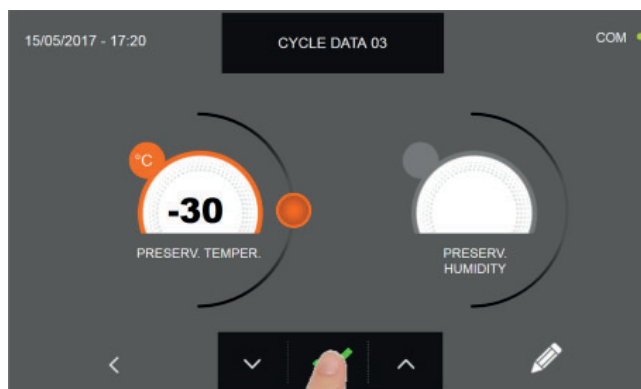 15/05/2017 - 17:20
CYCLE DATA 03
COM
°C
-30
PRESERV. TEMPER.
PRESERV.
HUMIDITY